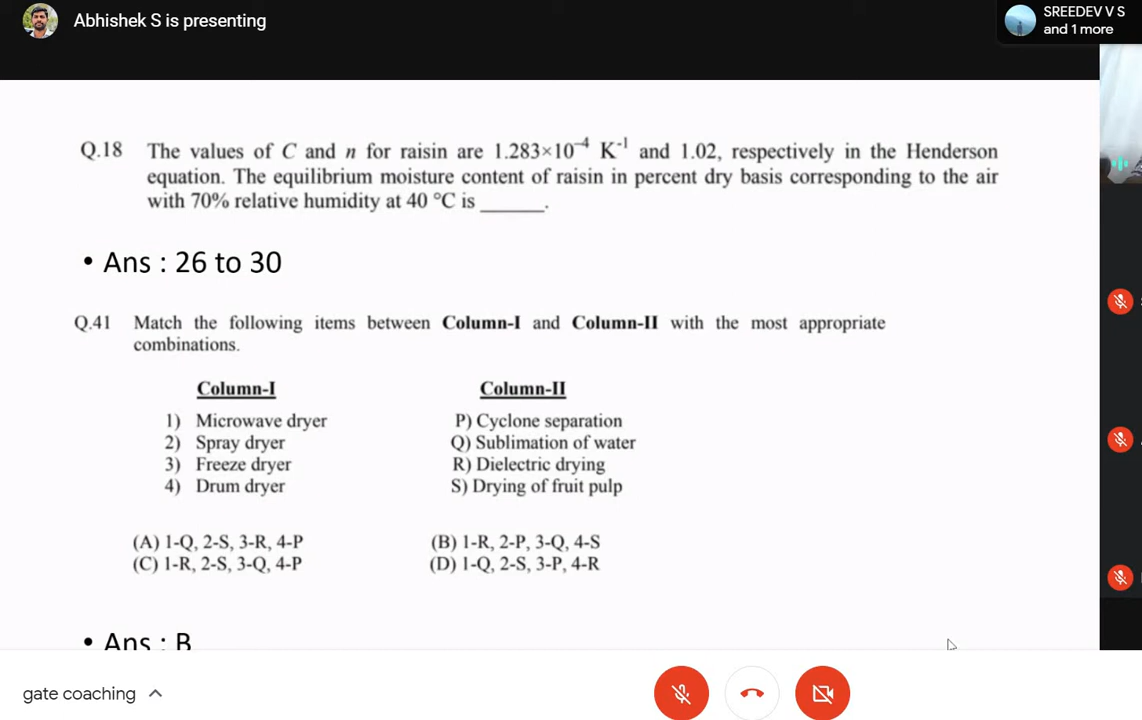 Abhishek S is presenting
SREEDEV V S
and 1 more
Q.18 The values of C and n for raisin are 1.283×10⁻⁴ K⁻¹ and 1.02, respectively in the Henderson
equation. The equilibrium moisture content of raisin in percent dry basis corresponding to the air
with 70% relative humidity at 40 °C is ______.
• Ans : 26 to 30
Q.41 Match the following items between Column-I and Column-II with the most appropriate
combinations.
Column-I Column-II
1) Microwave dryer P) Cyclone separation
2) Spray dryer Q) Sublimation of water
3) Freeze dryer R) Dielectric drying
4) Drum dryer S) Drying of fruit pulp
(A) 1-Q, 2-S, 3-R, 4-P (B) 1-R, 2-P, 3-Q, 4-S
(C) 1-R, 2-S, 3-Q, 4-P (D) 1-Q, 2-S, 3-P, 4-R
• Ans : B
gate coaching